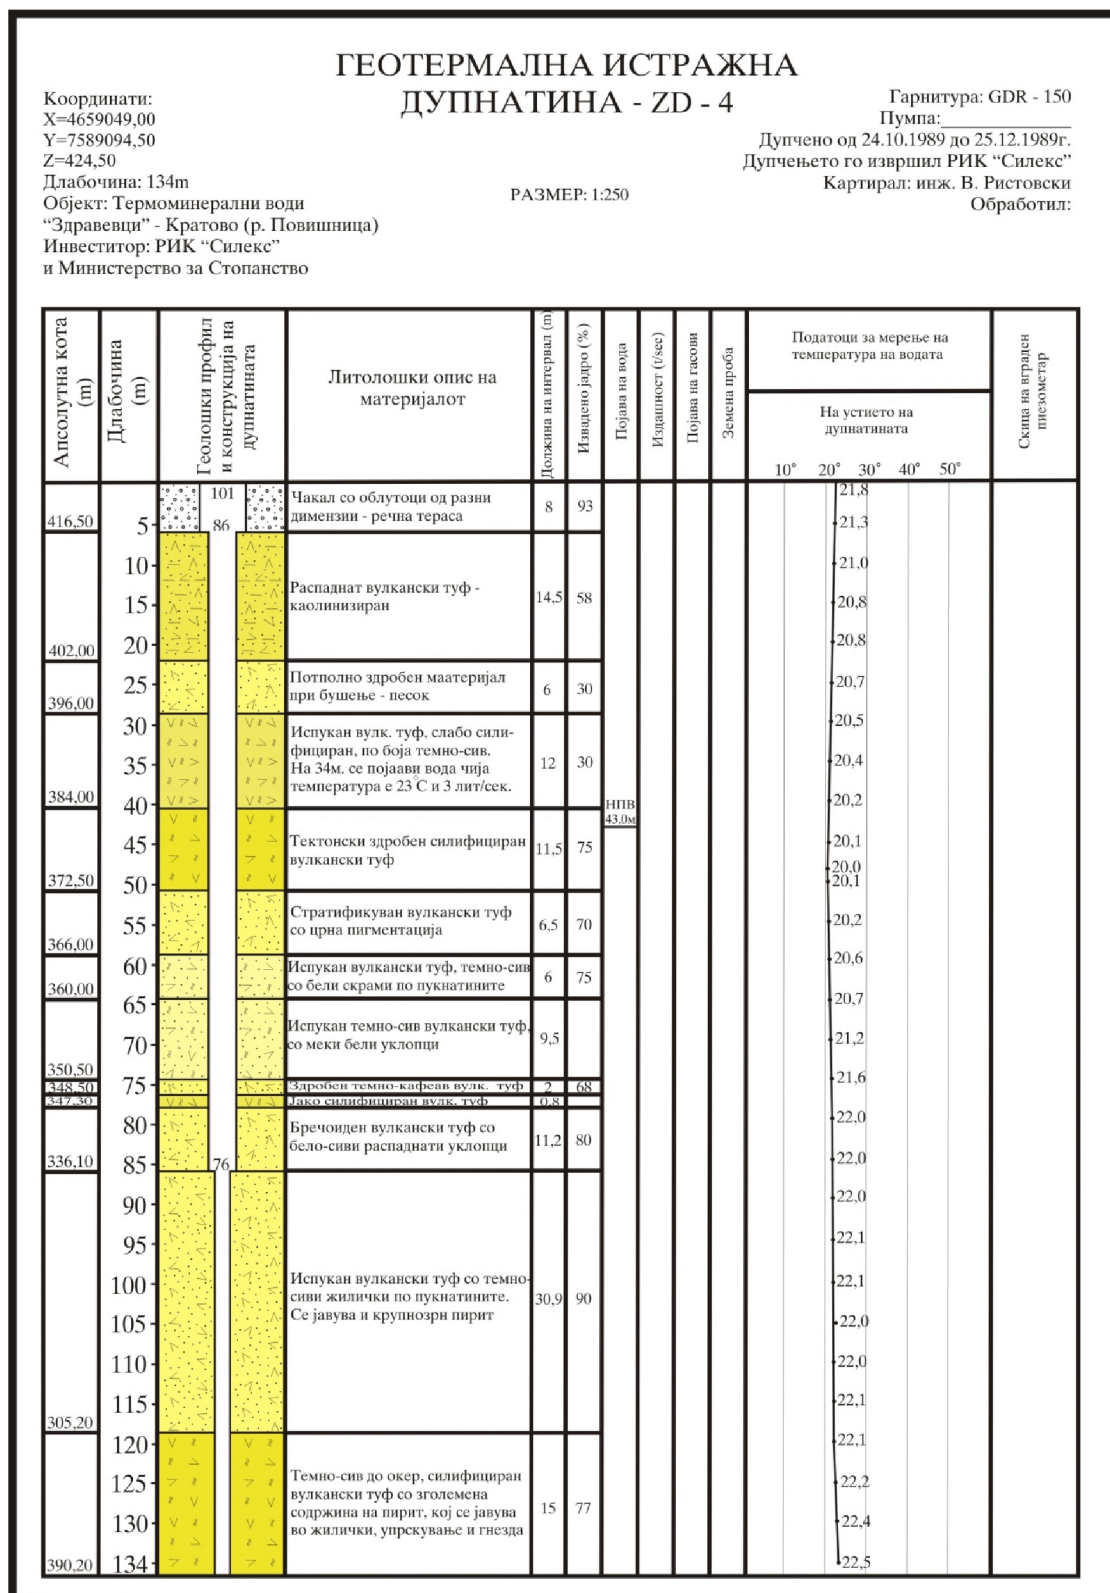 ГЕОТЕРМАЛНА ИСТРАЖНА
ДУПНАТИНА - ZD - 4
Координати:
X=4659049,00
Y=7589094,50
Z=424,50
Длабочина: 134m
Објект: Термоминерални води
“Здравевци” - Кратово (р. Повишница)
Инвеститор: РИК “Силекс”
и Министерство за Стопанство
РАЗМЕР: 1:250
Гарнитура: GDR - 150
Пумпа:
Дупчено од 24.10.1989 до 25.12.1989г.
Дупчењето го извршил РИК “Силекс”
Картирал: инж. В. Ристовски
Обработил:
Апсолутна кота
(m)
Длабочина
(m)
Геолошки профил
и конструкција на
дупнатината
Литолошки опис на
материјалот
Должина на интервал (m)
Извадено јадро (%)
Појава на вода
Издашност (t/sec)
Појава на гасови
Земена проба
Податоци за мерење на
температура на водата
На устието на
дупнатината
10° 20° 30° 40° 50°
Скица на вграден
пиезометар
416,50
402,00
396,00
384,00
372,50
366,00
360,00
350,50
348,50
347,30
336,10
305,20
390,20
5
10
15
20
25
30
35
40
45
50
55
60
65
70
75
80
85
90
95
100
105
110
115
120
125
130
134
101
86
76
Чакал со облутоци од разни
димензии - речна тераса
8 93
Распаднат вулкански туф -
каолинизиран
14,5 58
Потполно здробен маатеријал
при бушење - песок
6 30
Испукан вулк. туф, слабо сили-
фициран, по боја темно-сив.
На 34м. се појаави вода чија
температура е 23°С и 3 лит/сек.
12 30
Тектонски здробен силифициран
вулкански туф
11,5 75
Стратификуван вулкански туф
со црна пигментација
6,5 70
Испукан вулкански туф, темно-сив
со бели скрами по пукнатините
6 75
Испукан темно-сив вулкански туф,
со меки бели уклопци
9,5
Здробен темно-кафеав вулк. туф
2 68
Јако силифициран вулк. туф
0,8
Бречоиден вулкански туф со
бело-сиви распаднати уклопци
11,2 80
Испукан вулкански туф со темно-
сиви жилички по пукнатините.
Се јавува и крупнозрн пирит
30,9 90
Темно-сив до окер, силифициран
вулкански туф со зголемена
содржина на пирит, кој се јавува
во жилички, упрскување и гнезда
15 77
НПВ
43,0м
21,8
21,3
21,0
20,8
20,8
20,7
20,5
20,4
20,2
20,1
20,0
20,1
20,2
20,6
20,7
21,2
21,6
22,0
22,0
22,0
22,1
22,1
22,0
22,0
22,1
22,1
22,2
22,4
22,5